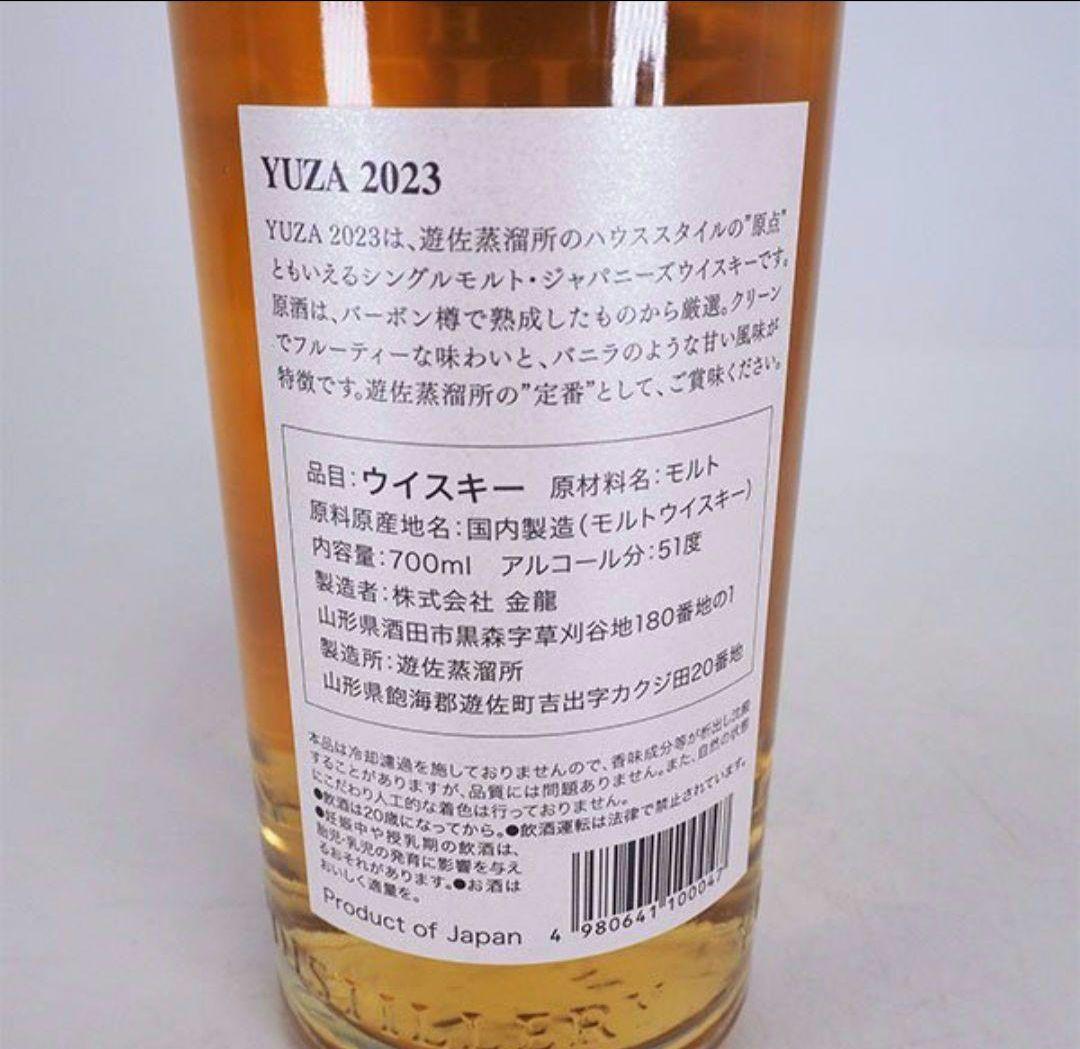 YUZA 2023
YUZA 2023は、遊佐蒸溜所のハウススタイルの"原点"
ともいえるシングルモルト・ジャパニーズウイスキーです。
原酒は、バーボン樽で熟成したものから厳選。クリーン
でフルーティーな味わいと、バニラのような甘い風味が
特徴です。遊佐蒸溜所の"定番"として、ご賞味ください。
品目:ウイスキー 原材料名:モルト
原料原産地名:国内製造(モルトウイスキー)
内容量:700ml アルコール分:51度
製造者:株式会社 金龍
山形県酒田市黒森字草刈谷地180番地の1
製造所:遊佐蒸溜所
山形県飽海郡遊佐町吉出字カクジ田20番地
本品は冷却濾過を施しておりませんので、香味成分等が析出し沈殿
することがありますが、品質には問題ありません。また、自然の状態
にこだわり人工的な着色は行っておりません。
●飲酒は20歳になってから。●飲酒運転は法律で禁止されています。
●妊娠中や授乳期の飲酒は、
胎児・乳児の発育に影響を与え
るおそれがあります。●お酒は
おいしく適量を。
Product of Japan
4 980641 100047
DISTILLERY